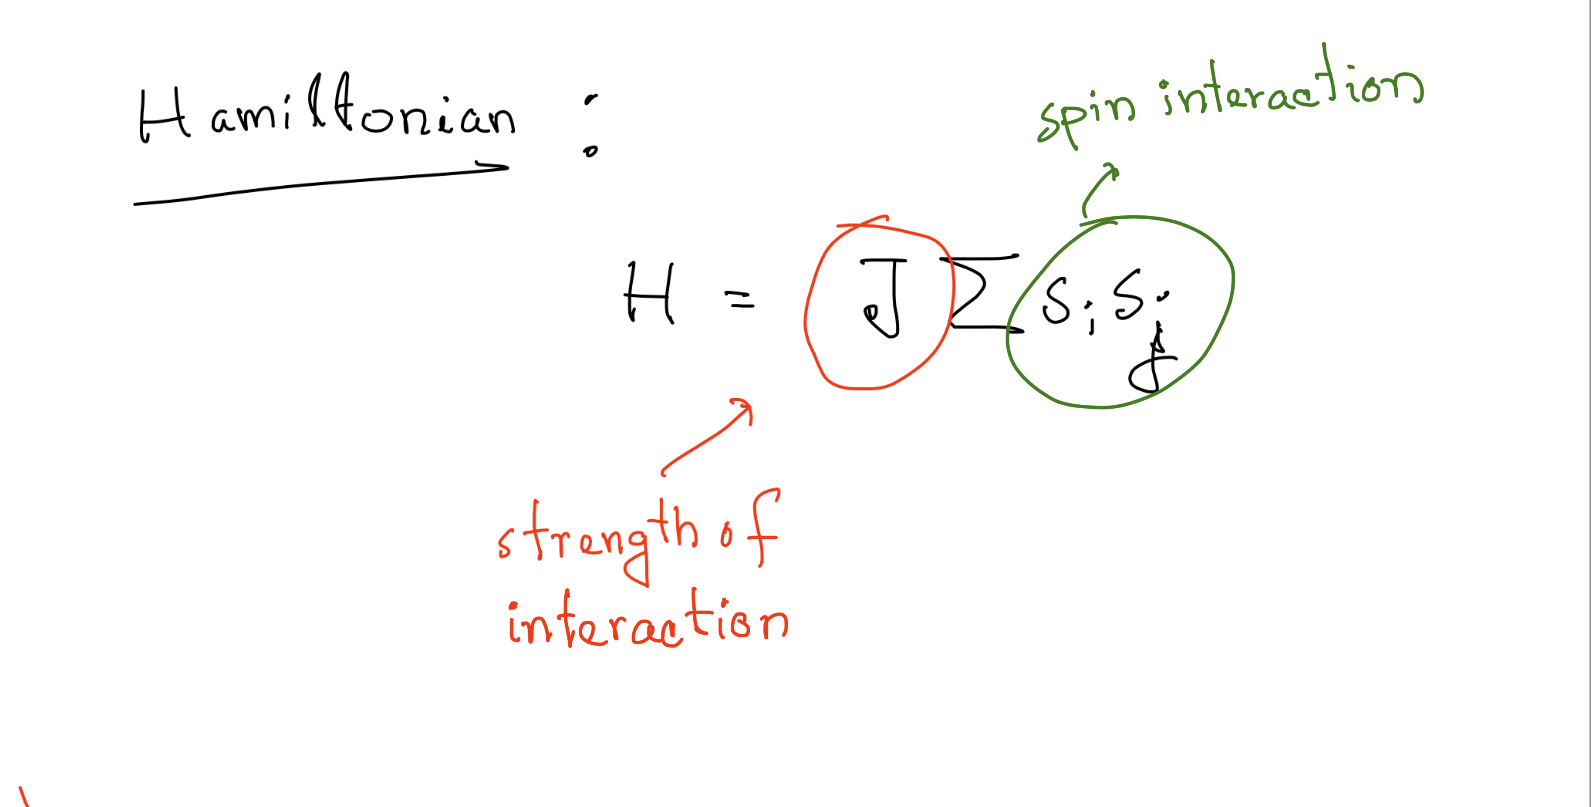 Hamiltonian :
spin interaction
H = J Σ SᵢSⱼ
strength of
interaction